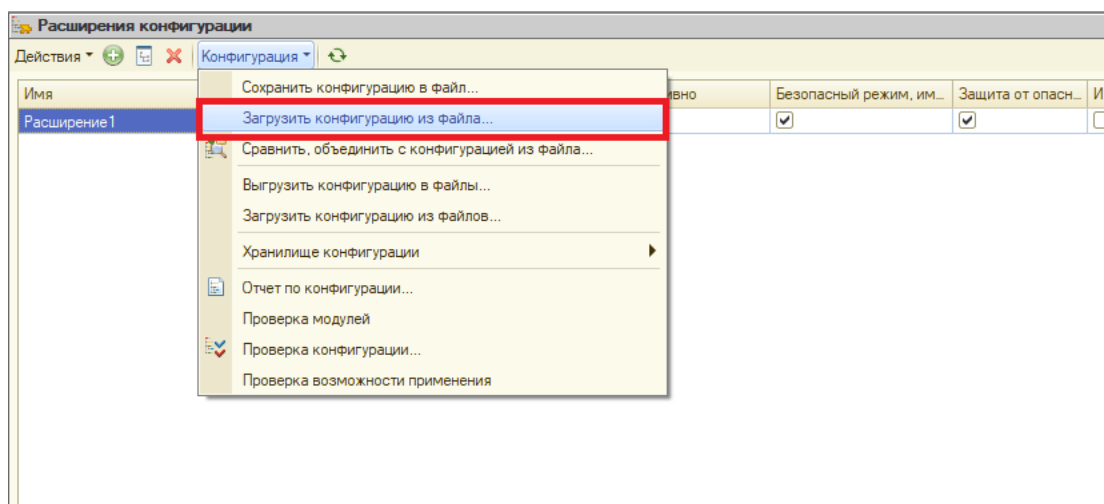 Расширения конфигурации
Действия Конфигурация
Имя ивно Безопасный режим, им... Защита от опасн... И
Расширение1
Сохранить конфигурацию в файл...
Загрузить конфигурацию из файла...
Сравнить, объединить с конфигурацией из файла...
Выгрузить конфигурацию в файлы...
Загрузить конфигурацию из файлов...
Хранилище конфигурации
Отчет по конфигурации...
Проверка модулей
Проверка конфигурации...
Проверка возможности применения